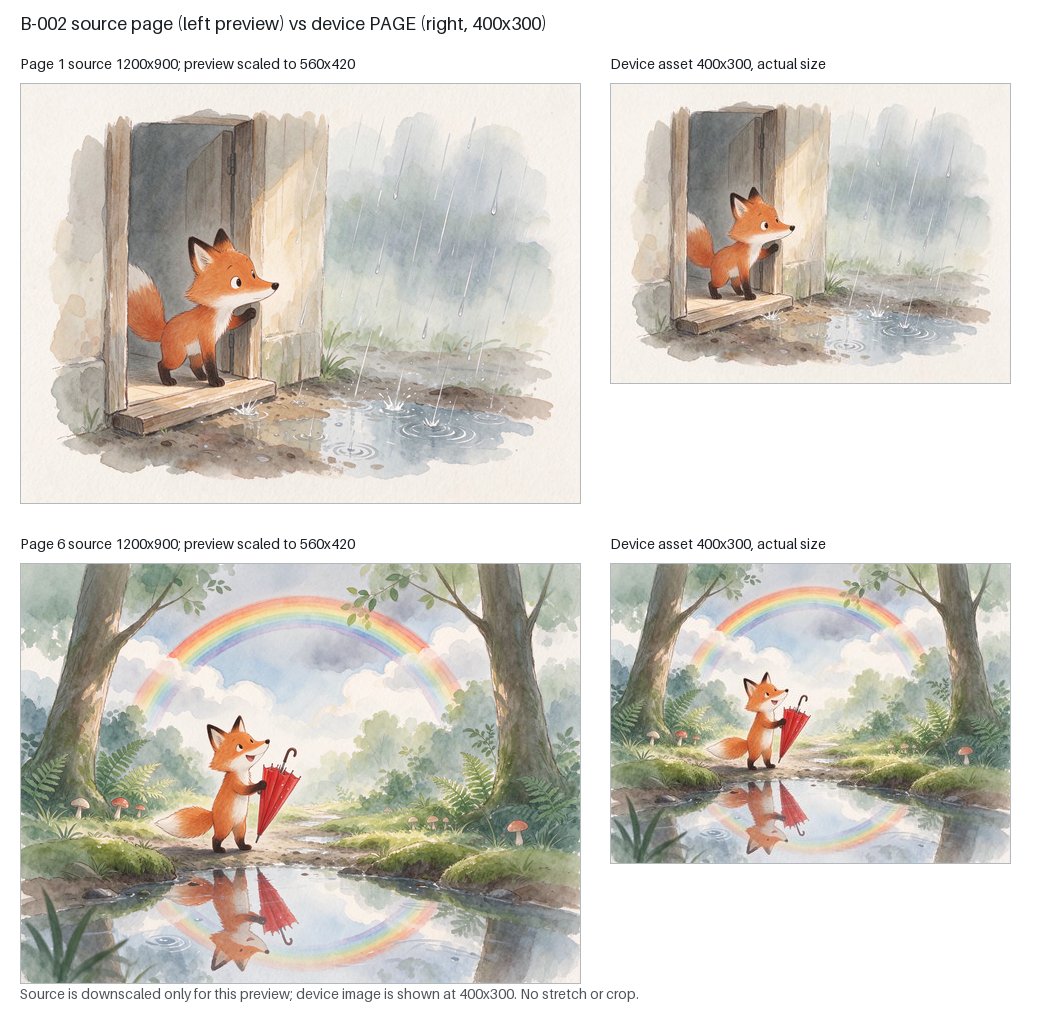 B-002 source page (left preview) vs device PAGE (right, 400x300)
Page 1 source 1200x900; preview scaled to 560x420
Device asset 400x300, actual size
Page 6 source 1200x900; preview scaled to 560x420
Device asset 400x300, actual size
Source is downscaled only for this preview; device image is shown at 400x300. No stretch or crop.